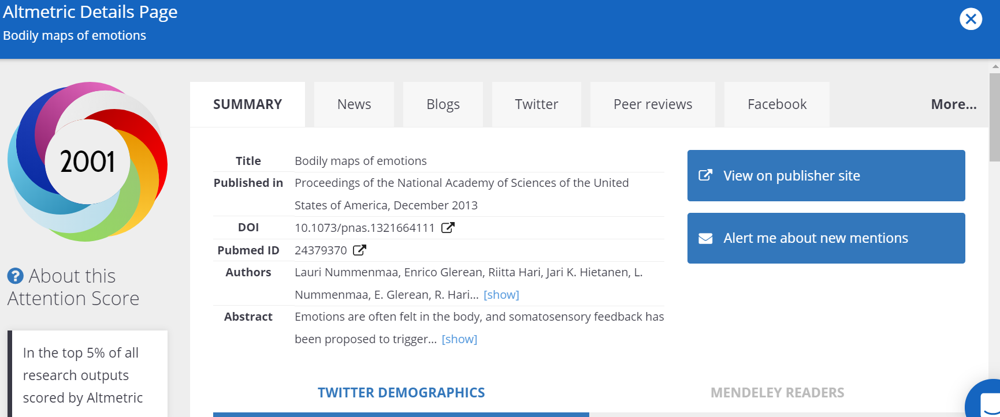 Altmetric Details Page
Bodily maps of emotions
2001
About this
Attention Score
In the top 5% of all
research outputs
scored by Altmetric
SUMMARY
News
Blogs
Twitter
Peer reviews
Facebook
More...
Title Bodily maps of emotions
Published in Proceedings of the National Academy of Sciences of the United
States of America, December 2013
DOI 10.1073/pnas.1321664111
Pubmed ID 24379370
Authors Lauri Nummenmaa, Enrico Glerean, Riitta Hari, Jari K. Hietanen, L.
Nummenmaa, E. Glerean, R. Hari... [show]
Abstract Emotions are often felt in the body, and somatosensory feedback has
been proposed to trigger... [show]
View on publisher site
Alert me about new mentions
TWITTER DEMOGRAPHICS
MENDELEY READERS